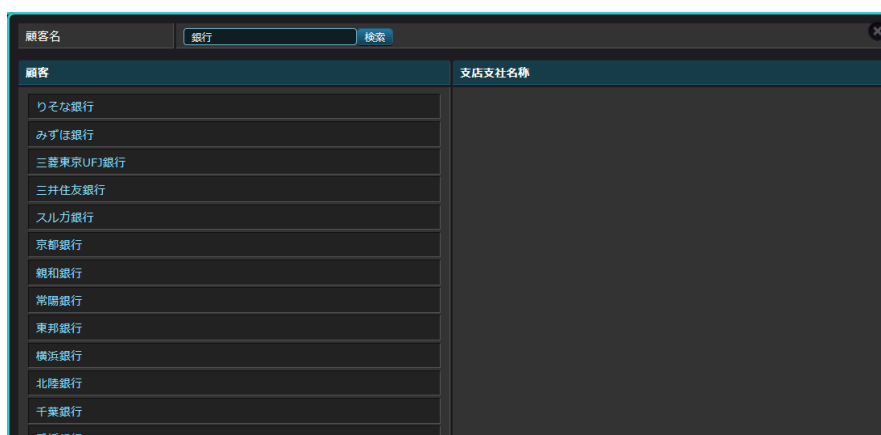 顧客名 銀行 検索
顧客 支店支社名称
りそな銀行
みずほ銀行
三菱東京UFJ銀行
三井住友銀行
スルガ銀行
京都銀行
親和銀行
常陽銀行
東邦銀行
横浜銀行
北陸銀行
千葉銀行